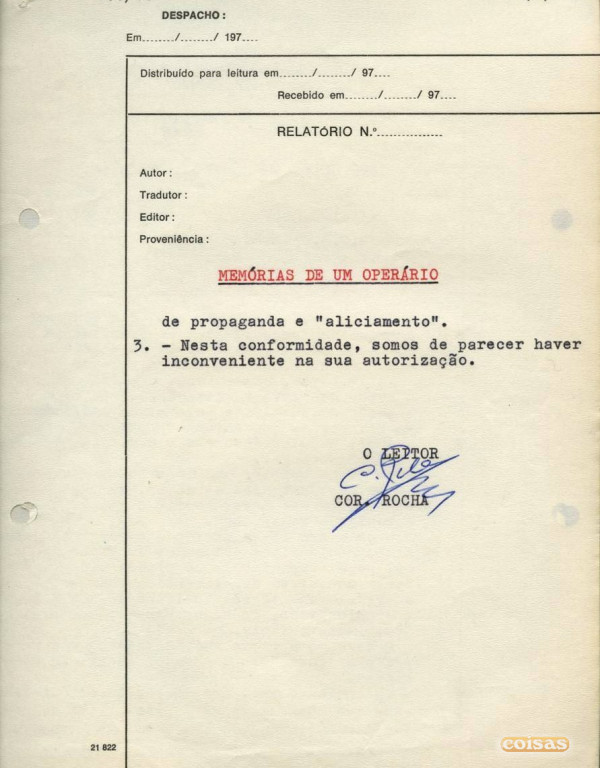 DESPACHO:
Em......../......../ 197....
Distribuído para leitura em......../......../ 97....
Recebido em......../......../ 97....
RELATÓRIO N.º................
Autor:
Tradutor:
Editor:
Proveniência:
MEMÓRIAS DE UM OPERÁRIO
de propaganda e "aliciamento".
3. - Nesta conformidade, somos de parecer haver
inconveniente na sua autorização.
O LEITOR
COR. ROCHA
21 822
coisas